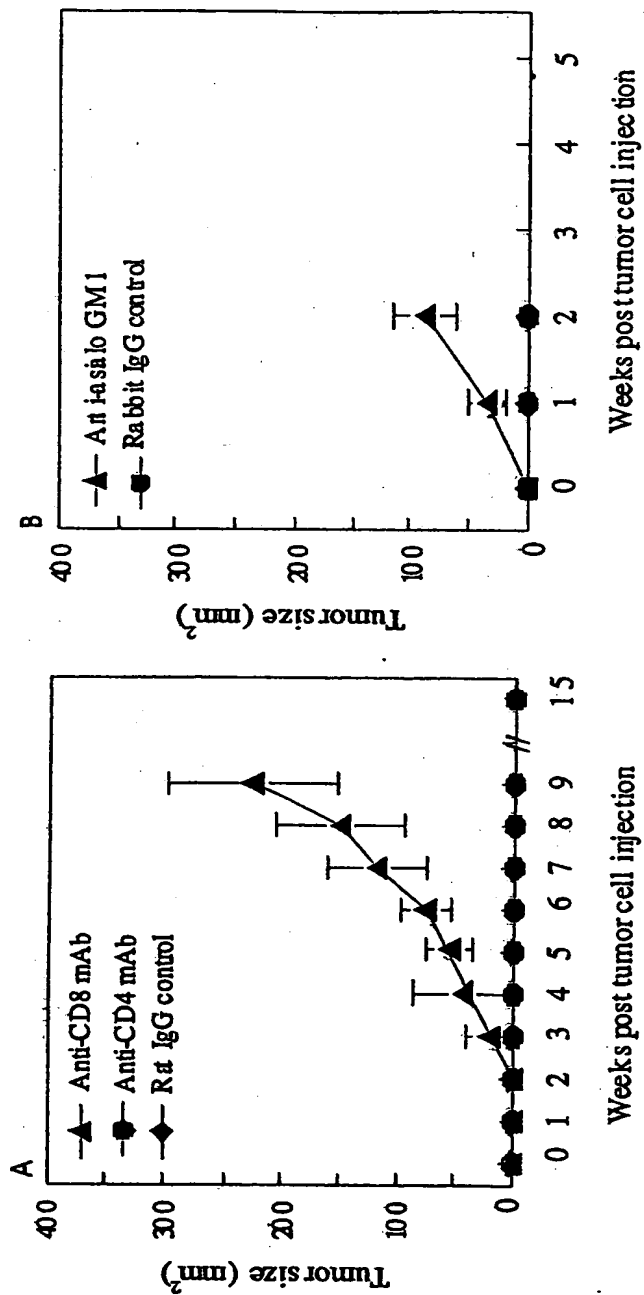 A
400
300
200
100
0
Tumor size (mm²)
Anti-CD8 mAb
Anti-CD4 mAb
Rat IgG control
0 1 2 3 4 5 6 7 8 9 15
Weeks post tumor cell injection
B
400
300
200
100
0
Tumor size (mm²)
Anti-asialo GM1
Rabbit IgG control
0 1 2 3 4 5
Weeks post tumor cell injection